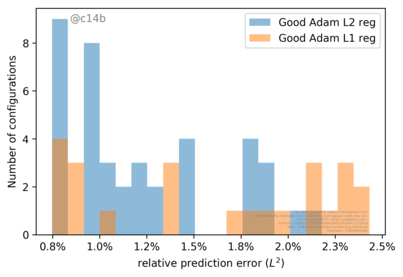 @c14b
Good Adam L2 reg
Good Adam L1 reg
Number of configurations
8
6
4
2
0
0.8% 1.0% 1.2% 1.5% 1.8% 2.0% 2.3% 2.5%
relative prediction error (L²)